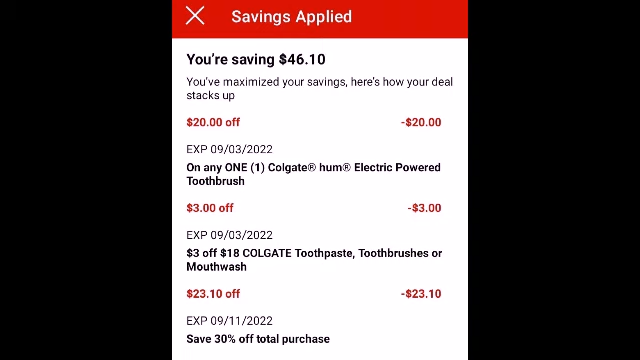 Savings Applied
You're saving $46.10
You've maximized your savings, here's how your deal
stacks up
$20.00 off -$20.00
EXP 09/03/2022
On any ONE (1) Colgate® hum® Electric Powered
Toothbrush
$3.00 off -$3.00
EXP 09/03/2022
$3 off $18 COLGATE Toothpaste, Toothbrushes or
Mouthwash
$23.10 off -$23.10
EXP 09/11/2022
Save 30% off total purchase